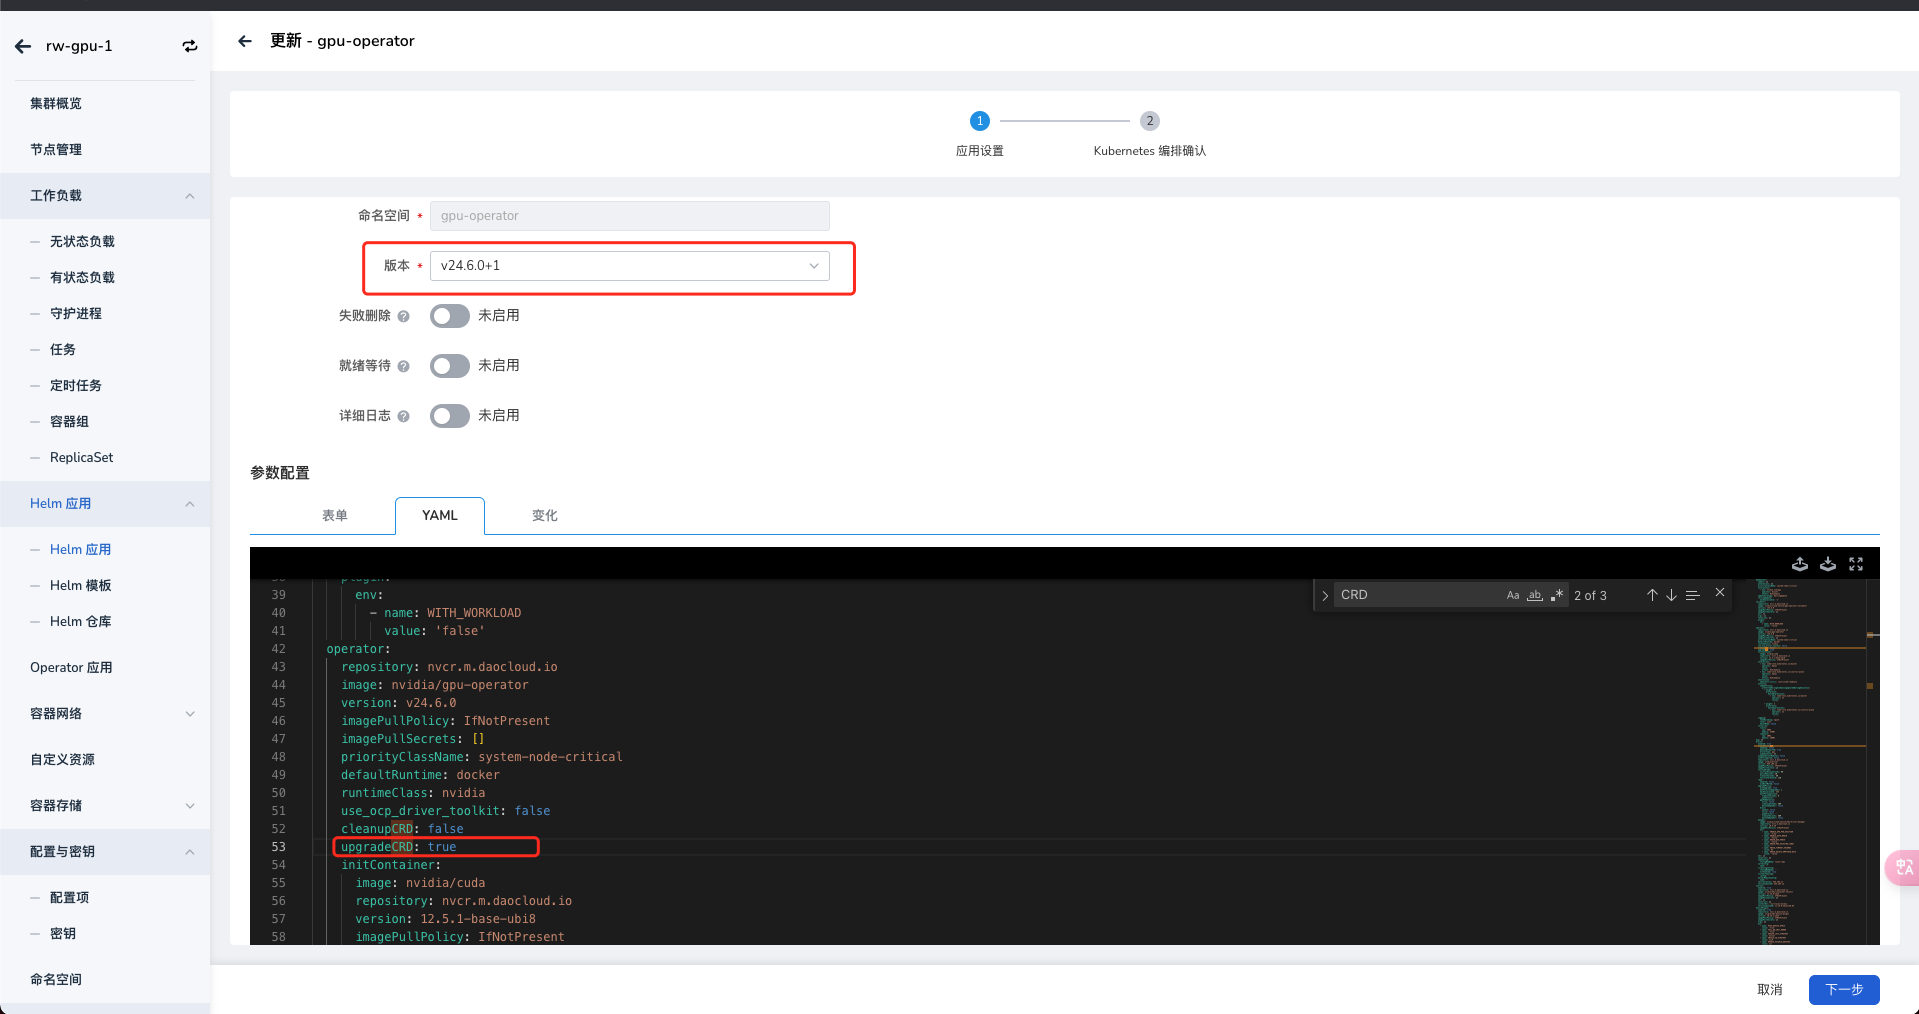 rw-gpu-1
集群概览
节点管理
工作负载
无状态负载
有状态负载
守护进程
任务
定时任务
容器组
ReplicaSet
Helm 应用
Helm 应用
Helm 模板
Helm 仓库
Operator 应用
容器网络
自定义资源
容器存储
配置与密钥
配置项
密钥
命名空间
更新 - gpu-operator
1
2
应用设置
Kubernetes 编排确认
命名空间 * gpu-operator
版本 * v24.6.0+1
失败删除 ? 未启用
就绪等待 ? 未启用
详细日志 ? 未启用
参数配置
表单
YAML
变化
CRD
Aa
ab
2 of 3
39 env:
40 - name: WITH_WORKLOAD
41 value: 'false'
42 operator:
43 repository: nvcr.m.daocloud.io
44 image: nvidia/gpu-operator
45 version: v24.6.0
46 imagePullPolicy: IfNotPresent
47 imagePullSecrets: []
48 priorityClassName: system-node-critical
49 defaultRuntime: docker
50 runtimeClass: nvidia
51 use_ocp_driver_toolkit: false
52 cleanupCRD: false
53 upgradeCRD: true
54 initContainer:
55 image: nvidia/cuda
56 repository: nvcr.m.daocloud.io
57 version: 12.5.1-base-ubi8
58 imagePullPolicy: IfNotPresent
取消
下一步